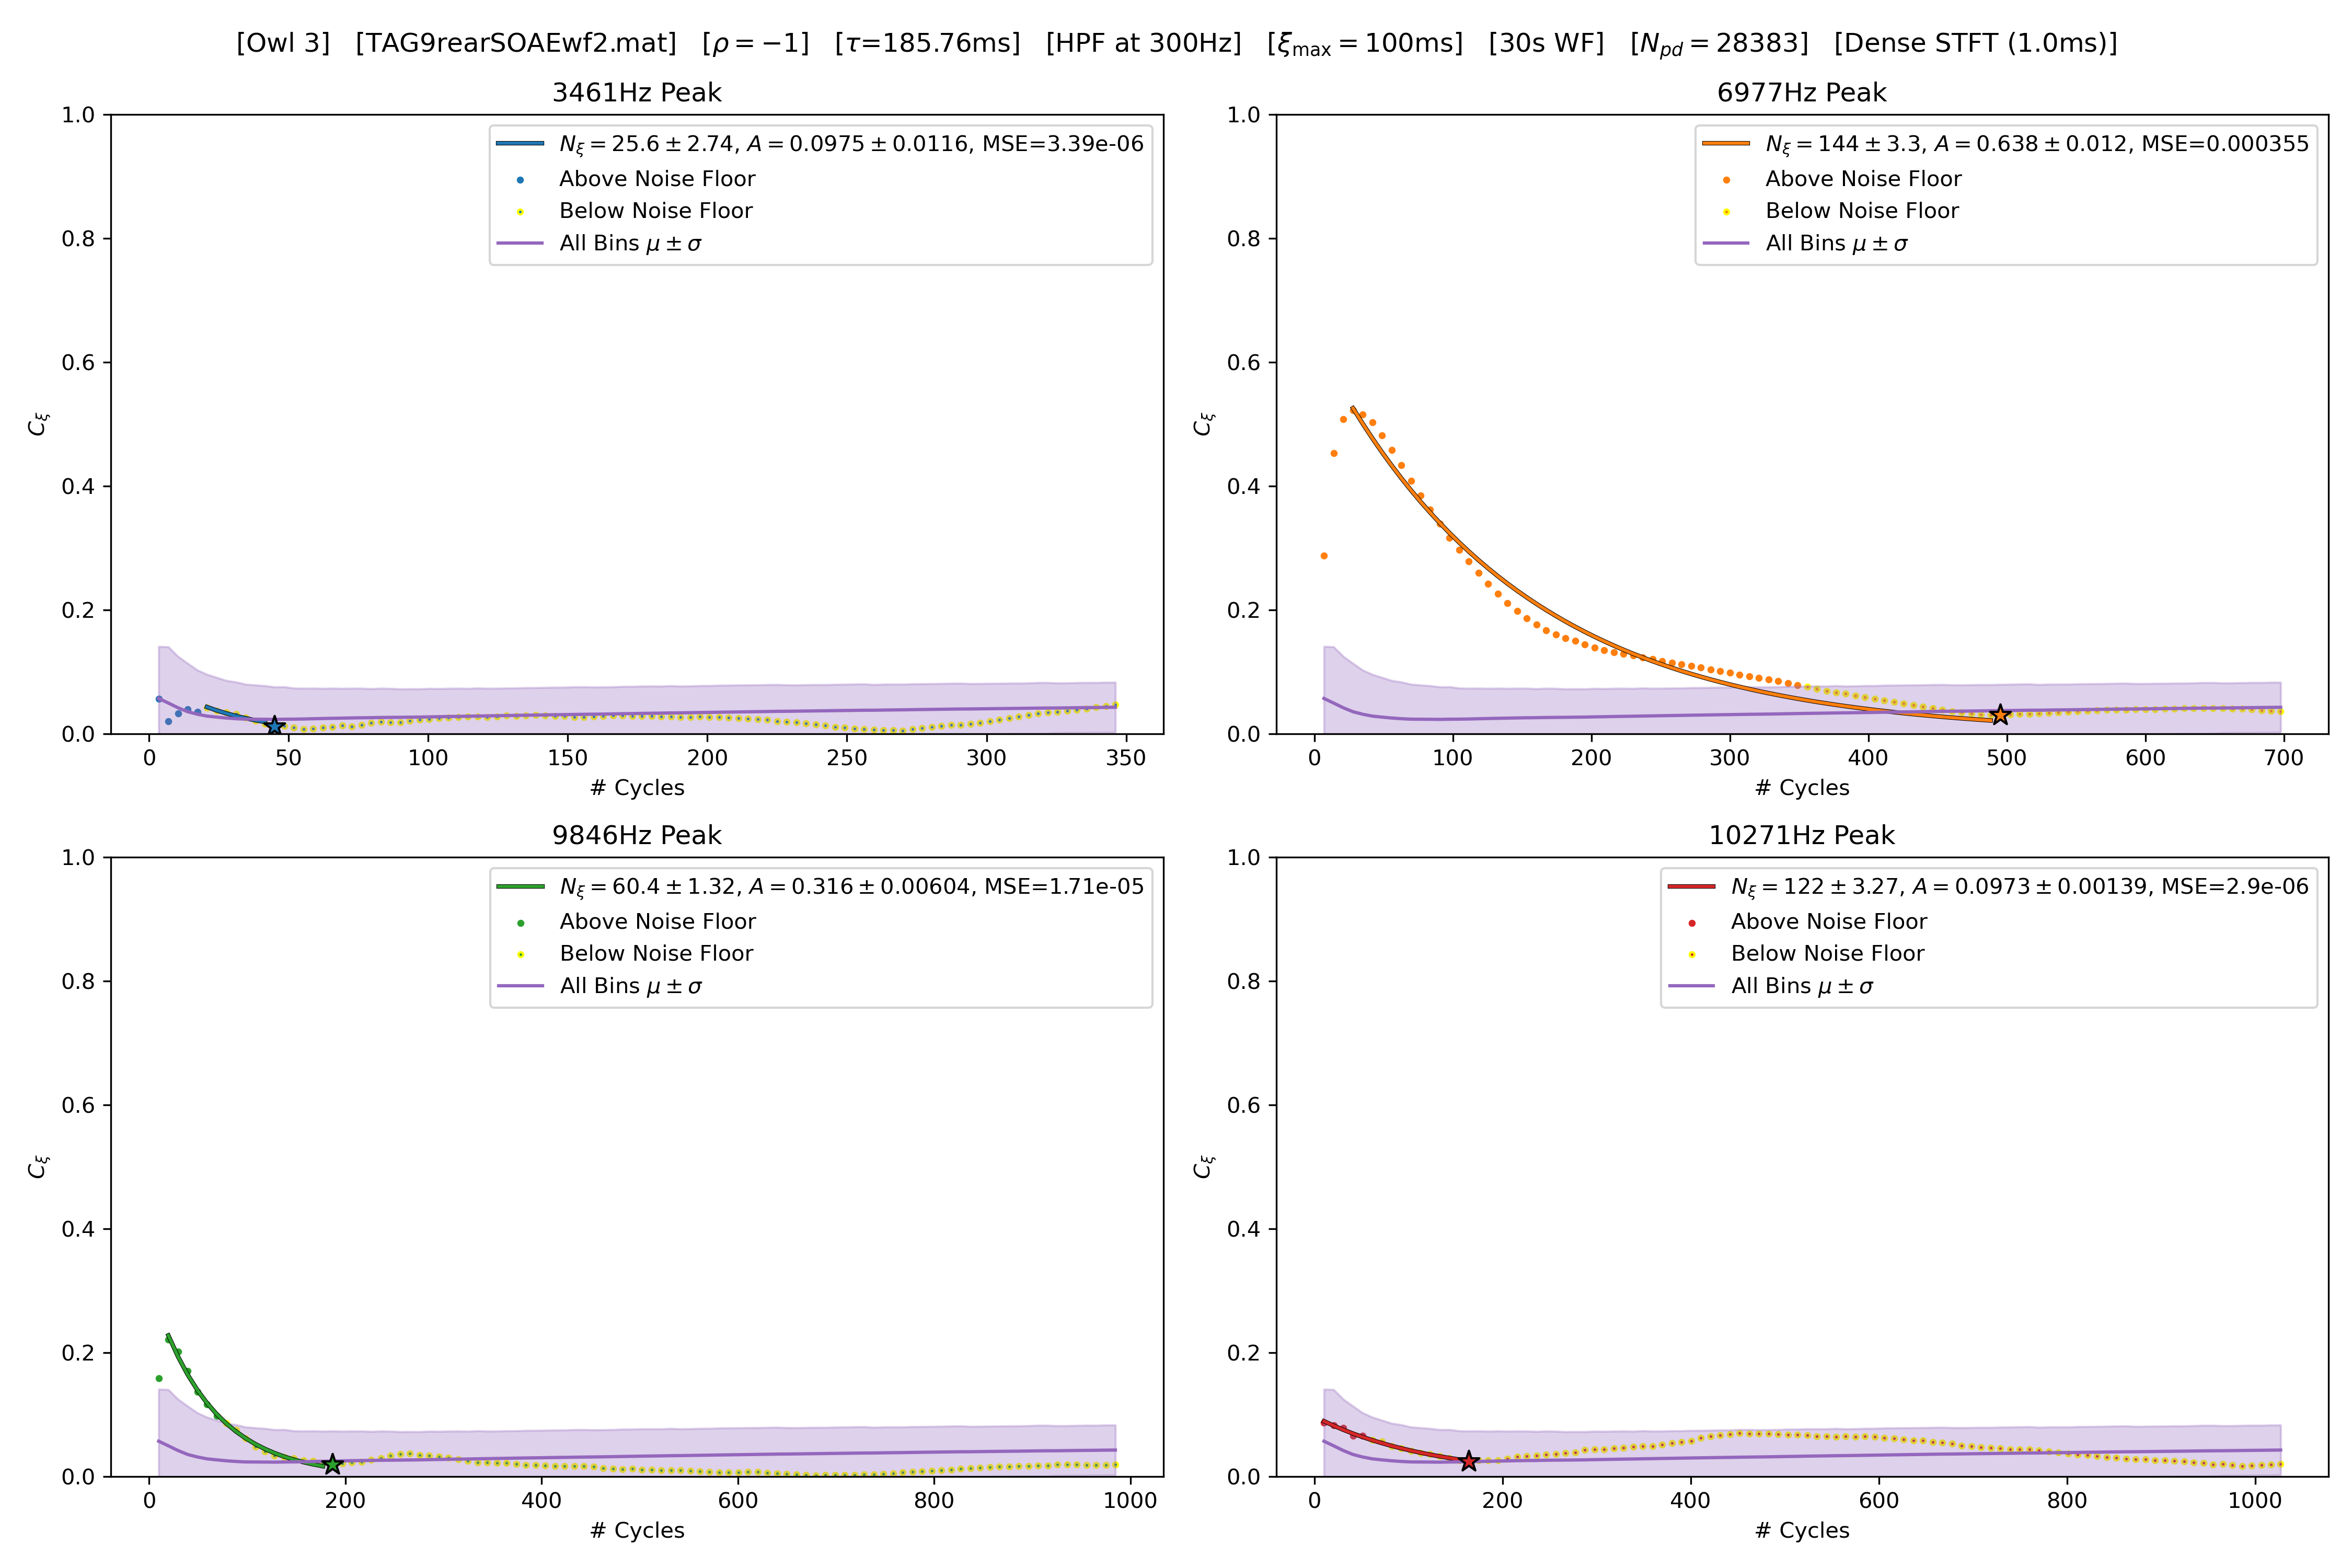 [Owl 3] [TAG9rearSOAEwf2.mat] [ρ = −1] [τ=185.76ms] [HPF at 300Hz] [ξmax = 100ms] [30s WF] [Npd = 28383] [Dense STFT (1.0ms)]
3461Hz Peak
1.0
0.8
0.6
0.4
0.2
0.0
Cξ
Nξ = 25.6 ± 2.74, A = 0.0975 ± 0.0116, MSE=3.39e-06
Above Noise Floor
Below Noise Floor
All Bins μ ± σ
0 50 100 150 200 250 300 350
# Cycles
6977Hz Peak
1.0
0.8
0.6
0.4
0.2
0.0
Cξ
Nξ = 144 ± 3.3, A = 0.638 ± 0.012, MSE=0.000355
Above Noise Floor
Below Noise Floor
All Bins μ ± σ
0 100 200 300 400 500 600 700
# Cycles
9846Hz Peak
1.0
0.8
0.6
0.4
0.2
0.0
Cξ
Nξ = 60.4 ± 1.32, A = 0.316 ± 0.00604, MSE=1.71e-05
Above Noise Floor
Below Noise Floor
All Bins μ ± σ
0 200 400 600 800 1000
# Cycles
10271Hz Peak
1.0
0.8
0.6
0.4
0.2
0.0
Cξ
Nξ = 122 ± 3.27, A = 0.0973 ± 0.00139, MSE=2.9e-06
Above Noise Floor
Below Noise Floor
All Bins μ ± σ
0 200 400 600 800 1000
# Cycles